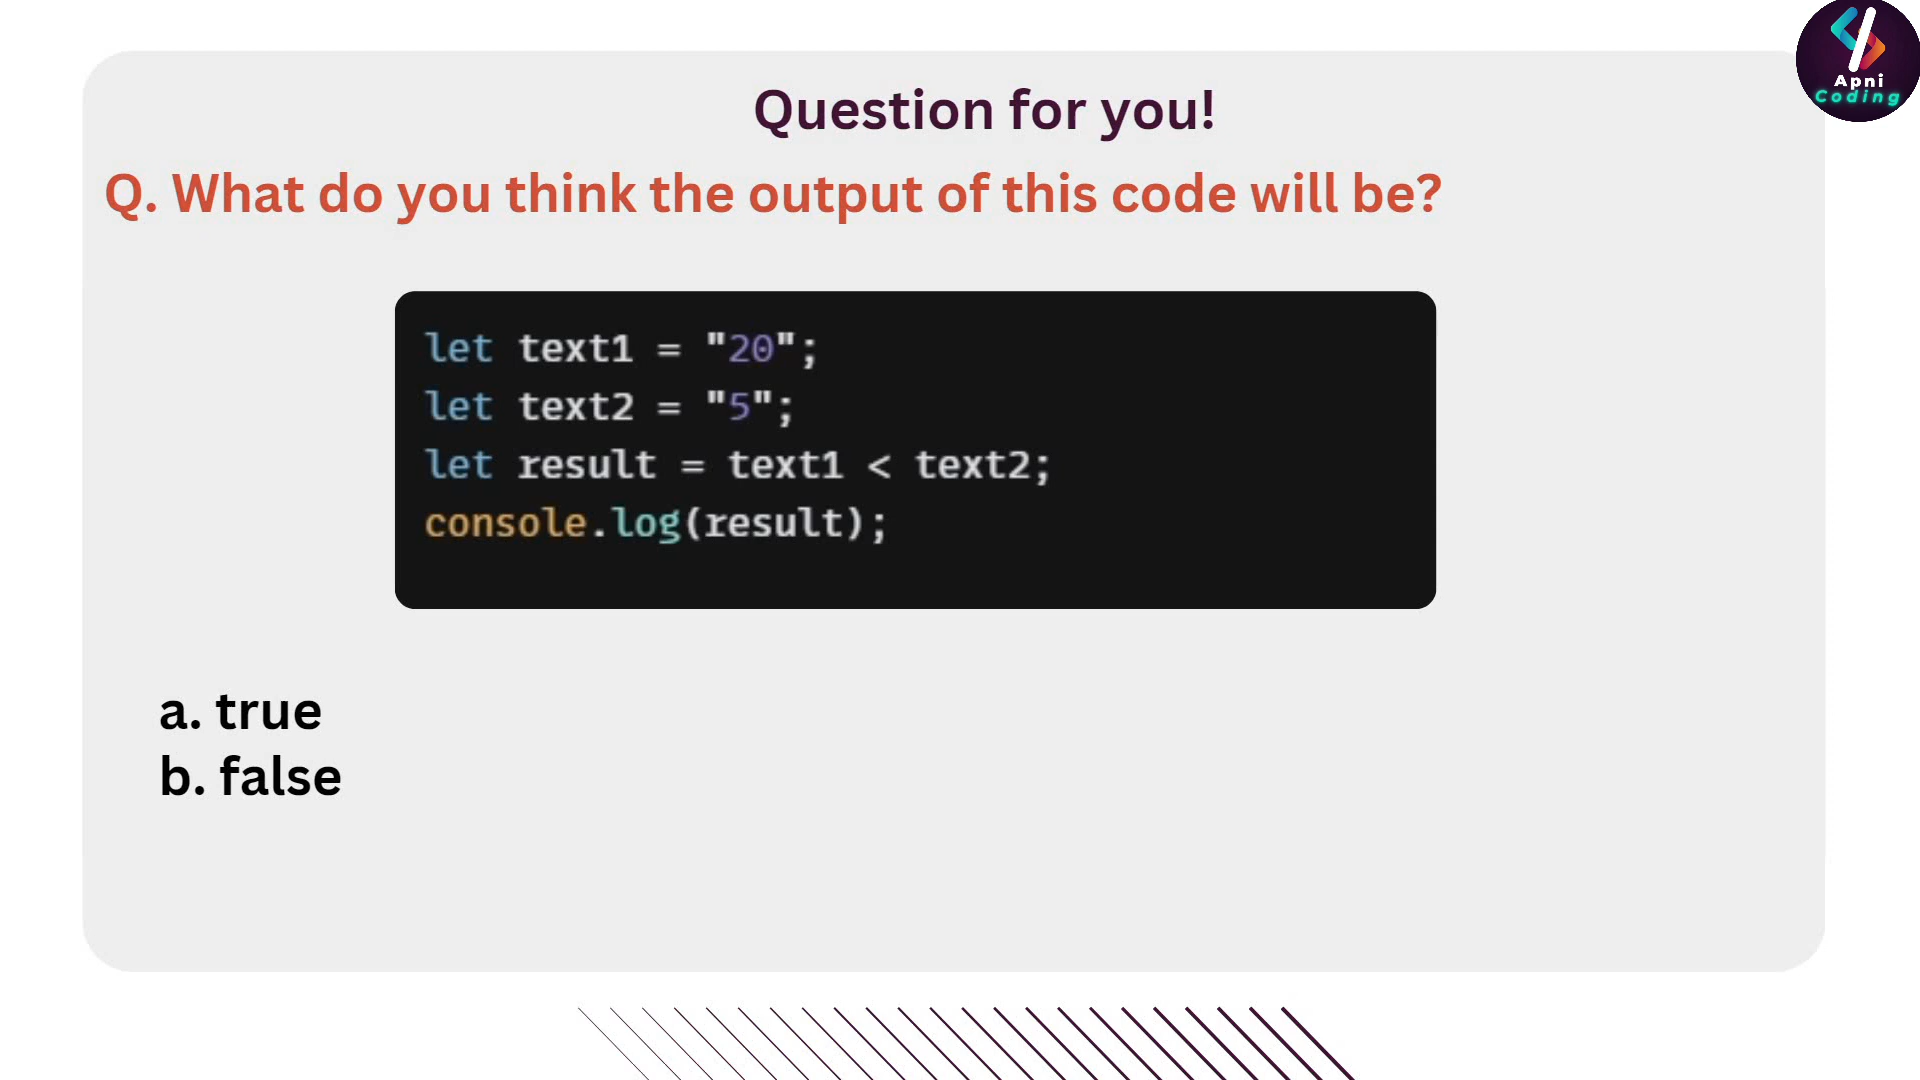 Apni
Coding
Question for you!
Q. What do you think the output of this code will be?
let text1 = "20";
let text2 = "5";
let result = text1 < text2;
console.log(result);
a. true
b. false